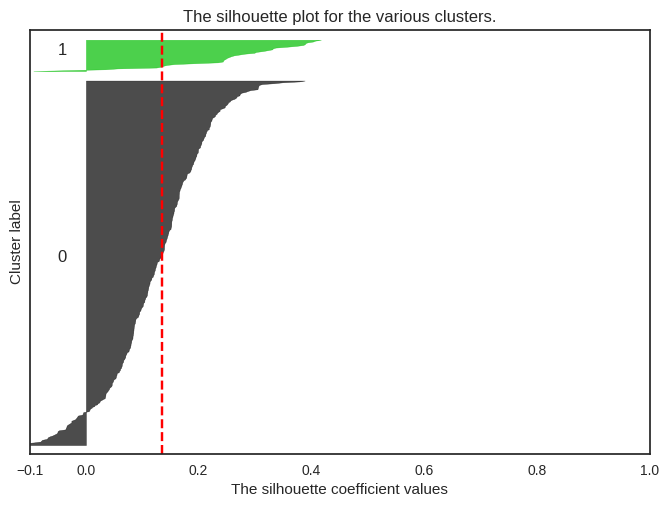 The silhouette plot for the various clusters.
1
0
Cluster label
−0.1 0.0 0.2 0.4 0.6 0.8 1.0
The silhouette coefficient values